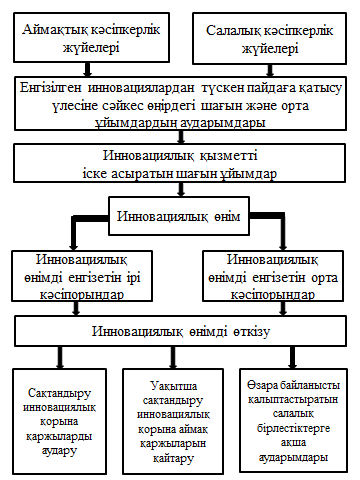 Аймақтық кәсіпкерлік
жүйелері
Салалық кәсіпкерлік
жүйелері
Енгізілген инновациялардан түскен пайдаға қатысу
үлесіне сәйкес өңірдегі шағын және орта
ұйымдардың аударымдары
Инновациялық қызметті
іске асыратын шағын ұйымдар
Инновациялық өнім
Инновациялық
өнімді енгізетін ірі
кәсіпорындар
Инновациялық
өнімді енгізетін орта
кәсіпорындар
Инновациялық өнімді өткізу
Сақтандыру
инновациялық
қорына
қаржыларды
аудару
Уақытша
сақтандыру
инновациялық
қорына аймақ
қаржыларын
қайтару
Өзара байланысты
қалыптастыратын
салалық
бірлестіктерге
ақша
аударымдары